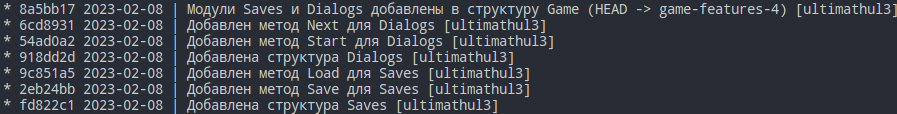 * 8a5bb17 2023-02-08 | Модули Saves и Dialogs добавлены в структуру Game (HEAD -> game-features-4) [ultimathul3]
* 6cd8931 2023-02-08 | Добавлен метод Next для Dialogs [ultimathul3]
* 54ad0a2 2023-02-08 | Добавлен метод Start для Dialogs [ultimathul3]
* 918dd2d 2023-02-08 | Добавлена структура Dialogs [ultimathul3]
* 9c851a5 2023-02-08 | Добавлен метод Load для Saves [ultimathul3]
* 2eb24bb 2023-02-08 | Добавлен метод Save для Saves [ultimathul3]
* fd822c1 2023-02-08 | Добавлена структура Saves [ultimathul3]